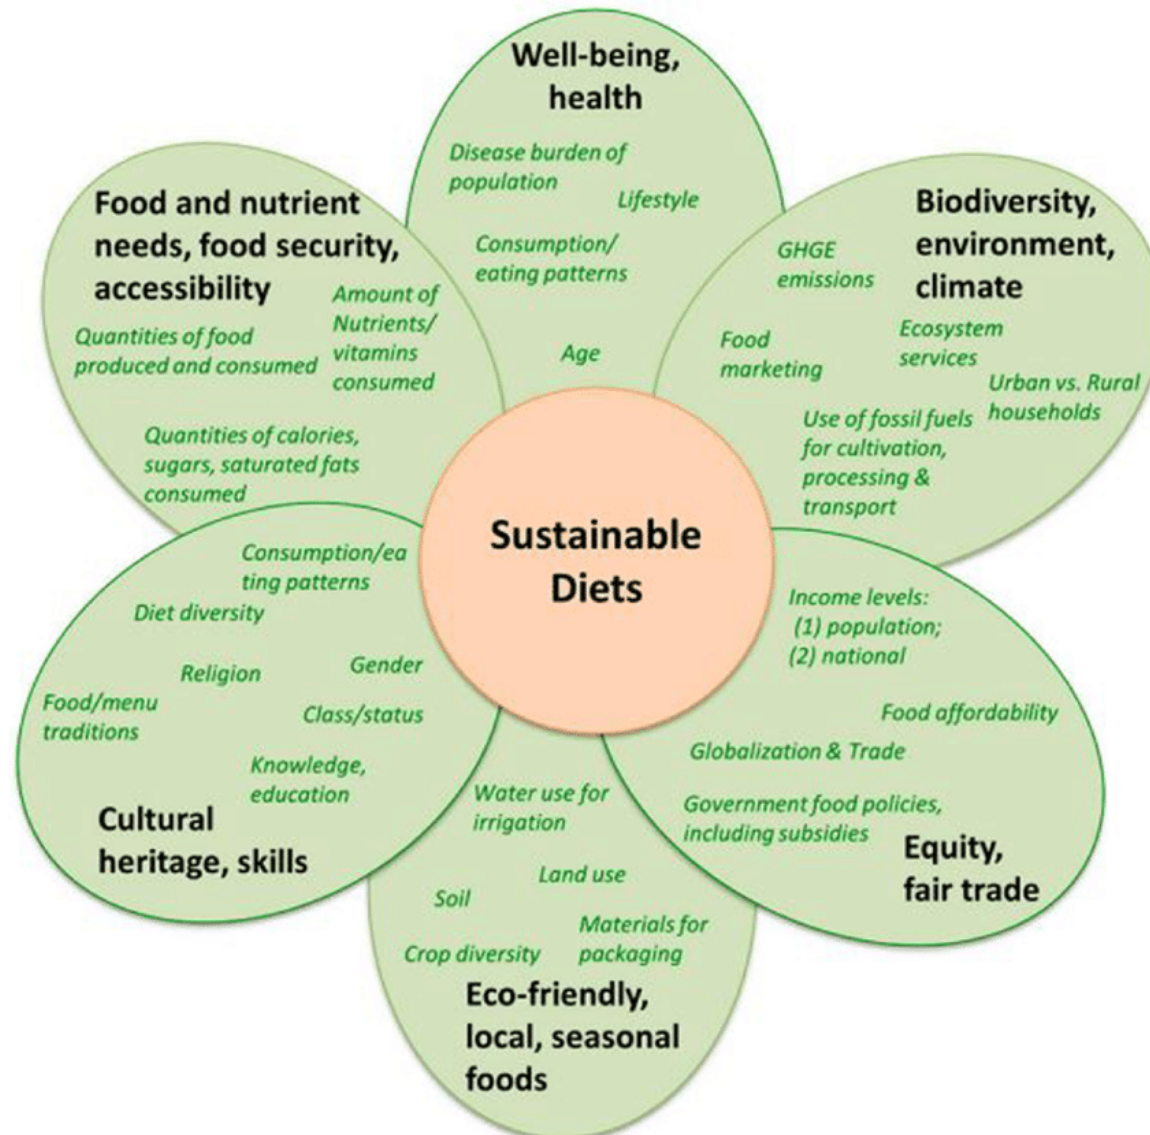 Well-being,
health
Disease burden of
population
Lifestyle
Consumption/
eating patterns
Age
Biodiversity,
environment,
climate
GHGE
emissions
Food
marketing
Ecosystem
services
Urban vs. Rural
households
Use of fossil fuels
for cultivation,
processing &
transport
Food and nutrient
needs, food security,
accessibility
Quantities of food
produced and consumed
Amount of
Nutrients/
vitamins
consumed
Quantities of calories,
sugars, saturated fats
consumed
Sustainable
Diets
Consumption/ea
ting patterns
Diet diversity
Religion
Gender
Food/menu
traditions
Class/status
Knowledge,
education
Cultural
heritage, skills
Income levels:
(1) population;
(2) national
Food affordability
Globalization & Trade
Government food policies,
including subsidies
Equity,
fair trade
Water use for
irrigation
Land use
Soil
Materials for
packaging
Crop diversity
Eco-friendly,
local, seasonal
foods